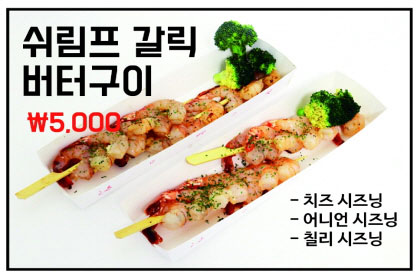 쉬림프 갈릭
버터구이
₩5,000
- 치즈 시즈닝
- 어니언 시즈닝
- 칠리 시즈닝